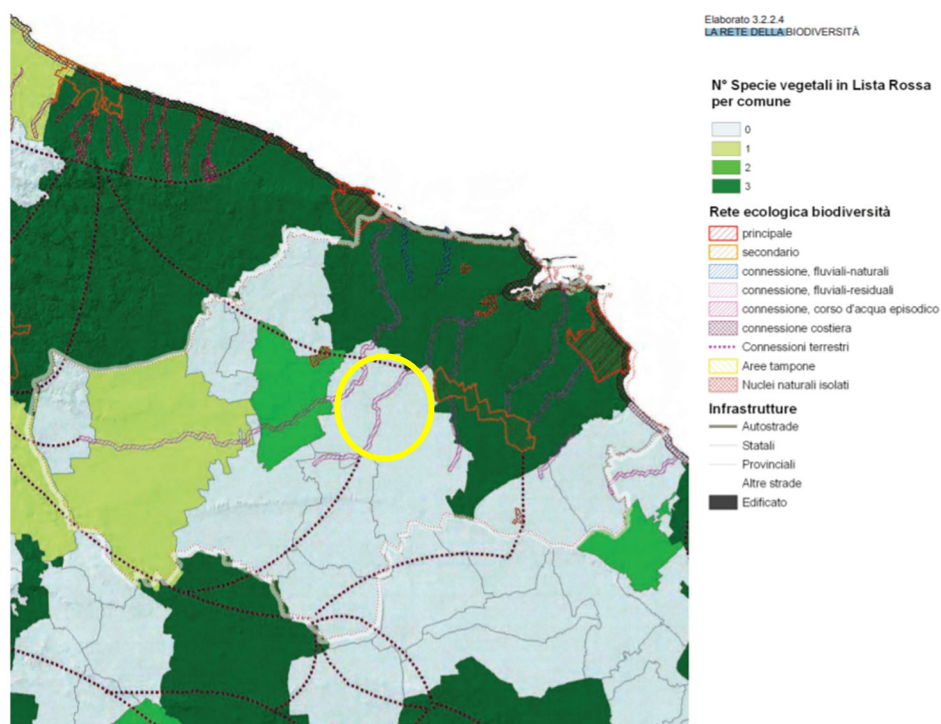 Elaborato 3.2.2.4
LA RETE DELLA BIODIVERSITÀ
N° Specie vegetali in Lista Rossa
per comune
0
1
2
3
Rete ecologica biodiversità
principale
secondario
connessione, fluviali-naturali
connessione, fluviali-residuali
connessione, corso d'acqua episodico
connessione costiera
Connessioni terrestri
Aree tampone
Nuclei naturali isolati
Infrastrutture
Autostrade
Statali
Provinciali
Altre strade
Edificato